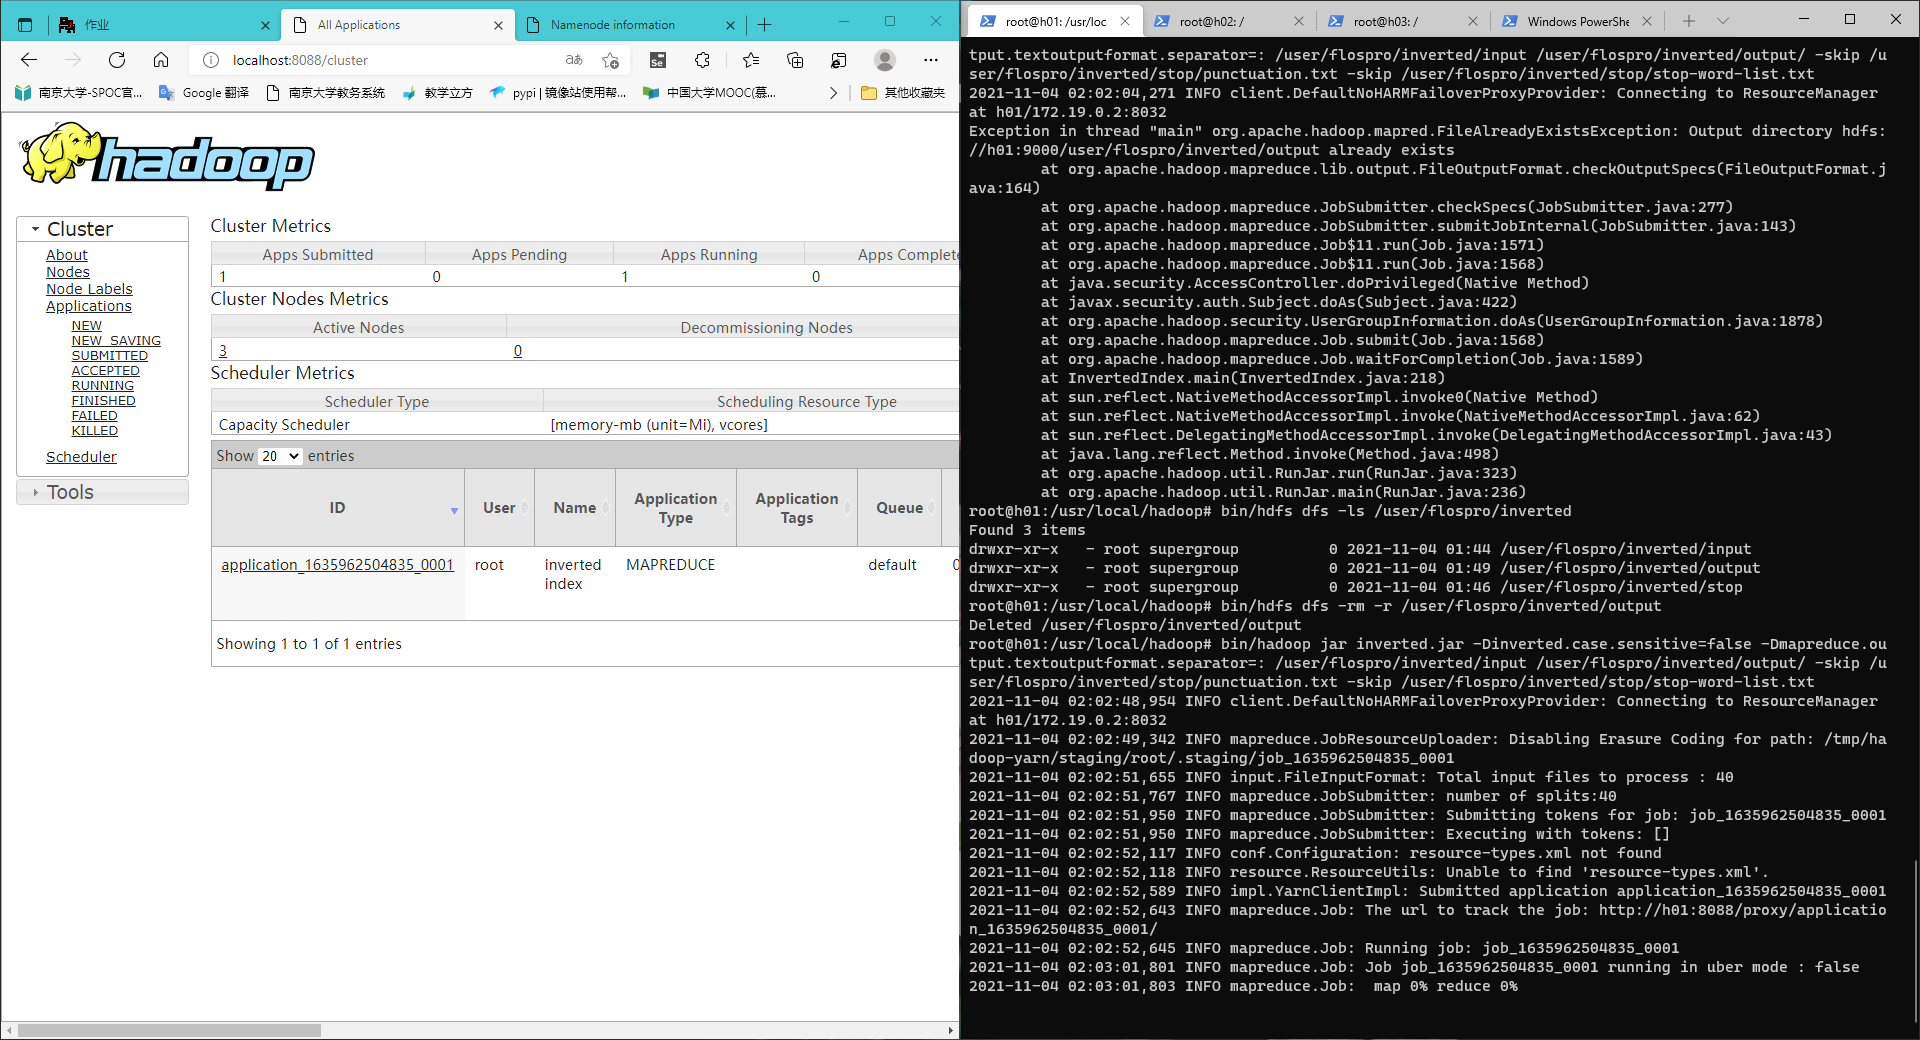 作业
All Applications
Namenode information
localhost:8088/cluster
南京大学-SPOC官...
Google 翻译
南京大学教务系统
教学立方
pypi | 镜像站使用帮...
中国大学MOOC(慕...
其他收藏夹
hadoop
Cluster
About
Nodes
Node Labels
Applications
NEW
NEW_SAVING
SUBMITTED
ACCEPTED
RUNNING
FINISHED
FAILED
KILLED
Scheduler
Tools
Cluster Metrics
Apps Submitted Apps Pending Apps Running Apps Complete
1 0 1 0
Cluster Nodes Metrics
Active Nodes Decommissioning Nodes
3 0
Scheduler Metrics
Scheduler Type Scheduling Resource Type
Capacity Scheduler [memory-mb (unit=Mi), vcores]
Show 20 entries
ID User Name Application Type Application Tags Queue
application_1635962504835_0001 root inverted index MAPREDUCE default 0
Showing 1 to 1 of 1 entries
root@h01: /usr/loc
root@h02: /
root@h03: /
Windows PowerShe
tput.textoutputformat.separator=: /user/flospro/inverted/input /user/flospro/inverted/output/ -skip /u
ser/flospro/inverted/stop/punctuation.txt -skip /user/flospro/inverted/stop/stop-word-list.txt
2021-11-04 02:02:04,271 INFO client.DefaultNoHARMFailoverProxyProvider: Connecting to ResourceManager
at h01/172.19.0.2:8032
Exception in thread "main" org.apache.hadoop.mapred.FileAlreadyExistsException: Output directory hdfs:
//h01:9000/user/flospro/inverted/output already exists
at org.apache.hadoop.mapreduce.lib.output.FileOutputFormat.checkOutputSpecs(FileOutputFormat.j
ava:164)
at org.apache.hadoop.mapreduce.JobSubmitter.checkSpecs(JobSubmitter.java:277)
at org.apache.hadoop.mapreduce.JobSubmitter.submitJobInternal(JobSubmitter.java:143)
at org.apache.hadoop.mapreduce.Job$11.run(Job.java:1571)
at org.apache.hadoop.mapreduce.Job$11.run(Job.java:1568)
at java.security.AccessController.doPrivileged(Native Method)
at javax.security.auth.Subject.doAs(Subject.java:422)
at org.apache.hadoop.security.UserGroupInformation.doAs(UserGroupInformation.java:1878)
at org.apache.hadoop.mapreduce.Job.submit(Job.java:1568)
at org.apache.hadoop.mapreduce.Job.waitForCompletion(Job.java:1589)
at InvertedIndex.main(InvertedIndex.java:218)
at sun.reflect.NativeMethodAccessorImpl.invoke0(Native Method)
at sun.reflect.NativeMethodAccessorImpl.invoke(NativeMethodAccessorImpl.java:62)
at sun.reflect.DelegatingMethodAccessorImpl.invoke(DelegatingMethodAccessorImpl.java:43)
at java.lang.reflect.Method.invoke(Method.java:498)
at org.apache.hadoop.util.RunJar.run(RunJar.java:323)
at org.apache.hadoop.util.RunJar.main(RunJar.java:236)
root@h01:/usr/local/hadoop# bin/hdfs dfs -ls /user/flospro/inverted
Found 3 items
drwxr-xr-x - root supergroup 0 2021-11-04 01:44 /user/flospro/inverted/input
drwxr-xr-x - root supergroup 0 2021-11-04 01:49 /user/flospro/inverted/output
drwxr-xr-x - root supergroup 0 2021-11-04 01:46 /user/flospro/inverted/stop
root@h01:/usr/local/hadoop# bin/hdfs dfs -rm -r /user/flospro/inverted/output
Deleted /user/flospro/inverted/output
root@h01:/usr/local/hadoop# bin/hadoop jar inverted.jar -Dinverted.case.sensitive=false -Dmapreduce.ou
tput.textoutputformat.separator=: /user/flospro/inverted/input /user/flospro/inverted/output/ -skip /u
ser/flospro/inverted/stop/punctuation.txt -skip /user/flospro/inverted/stop/stop-word-list.txt
2021-11-04 02:02:48,954 INFO client.DefaultNoHARMFailoverProxyProvider: Connecting to ResourceManager
at h01/172.19.0.2:8032
2021-11-04 02:02:49,342 INFO mapreduce.JobResourceUploader: Disabling Erasure Coding for path: /tmp/ha
doop-yarn/staging/root/.staging/job_1635962504835_0001
2021-11-04 02:02:51,655 INFO input.FileInputFormat: Total input files to process : 40
2021-11-04 02:02:51,767 INFO mapreduce.JobSubmitter: number of splits:40
2021-11-04 02:02:51,950 INFO mapreduce.JobSubmitter: Submitting tokens for job: job_1635962504835_0001
2021-11-04 02:02:51,950 INFO mapreduce.JobSubmitter: Executing with tokens: []
2021-11-04 02:02:52,117 INFO conf.Configuration: resource-types.xml not found
2021-11-04 02:02:52,118 INFO resource.ResourceUtils: Unable to find 'resource-types.xml'.
2021-11-04 02:02:52,589 INFO impl.YarnClientImpl: Submitted application application_1635962504835_0001
2021-11-04 02:02:52,643 INFO mapreduce.Job: The url to track the job: http://h01:8088/proxy/applicatio
n_1635962504835_0001/
2021-11-04 02:02:52,645 INFO mapreduce.Job: Running job: job_1635962504835_0001
2021-11-04 02:03:01,801 INFO mapreduce.Job: Job job_1635962504835_0001 running in uber mode : false
2021-11-04 02:03:01,803 INFO mapreduce.Job:  map 0% reduce 0%